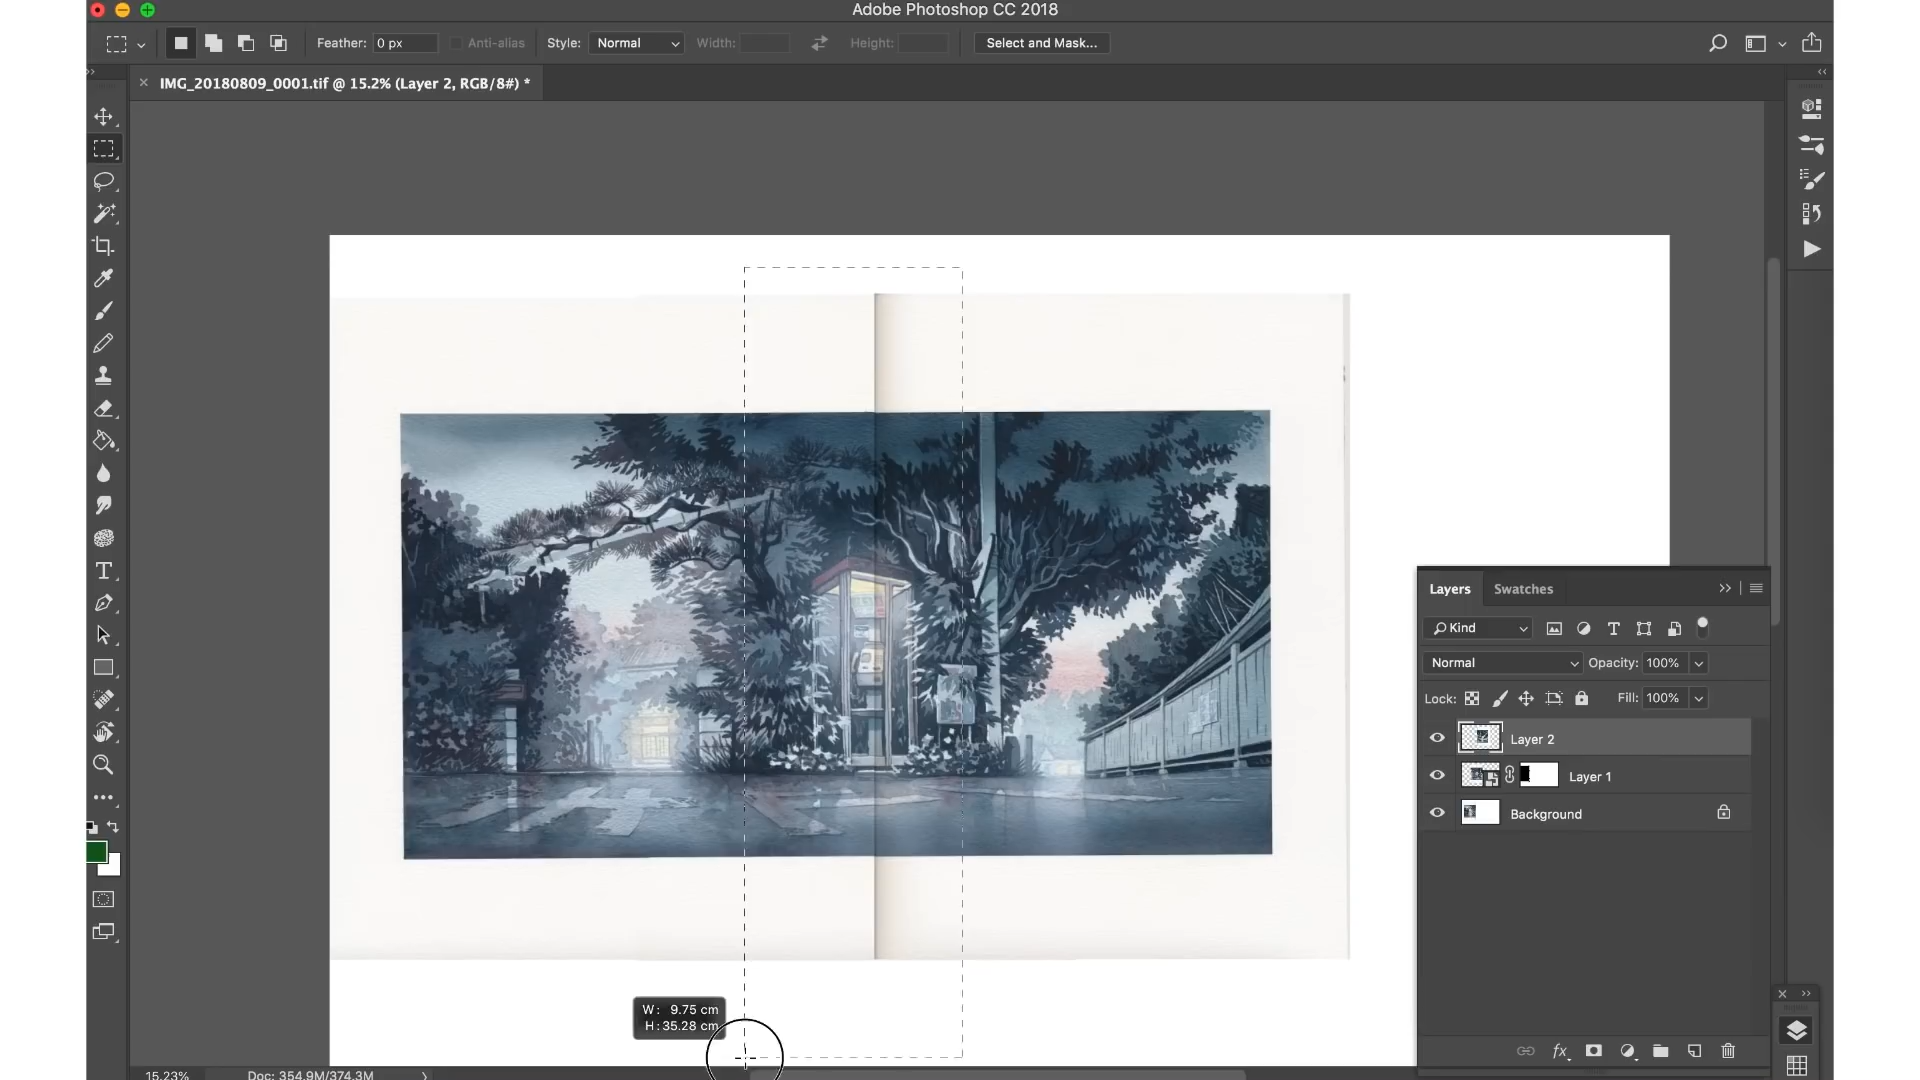 Adobe Photoshop CC 2018
Feather: 0 px Anti-alias Style: Normal Width: Height: Select and Mask...
IMG_20180809_0001.tif @ 15.2% (Layer 2, RGB/8#) *
W: 9.75 cm
H: 35.28 cm
Layers Swatches
Kind
Normal Opacity: 100%
Lock: Fill: 100%
Layer 2
Layer 1
Background
fx
15.23% Doc: 354.9M/374.3M